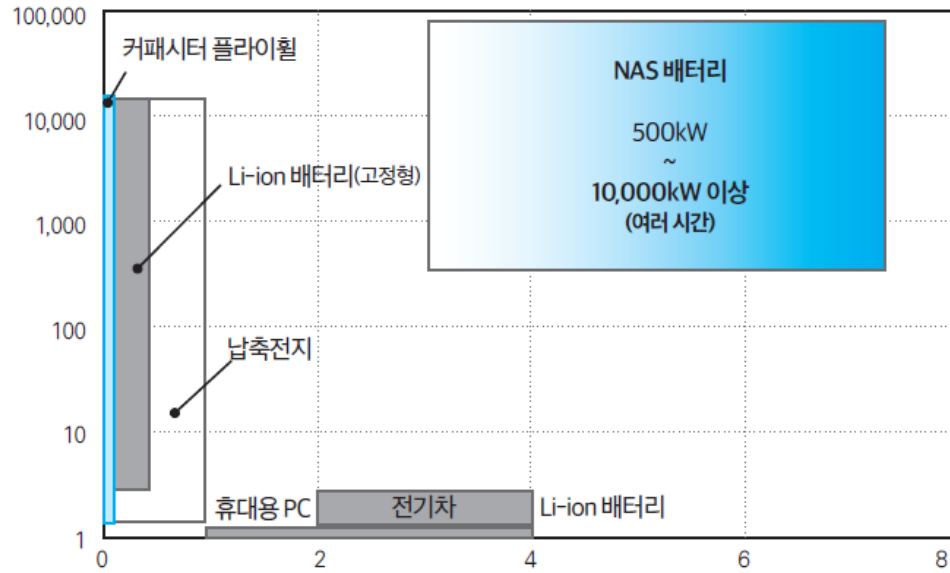 100,000
커패시터 플라이휠
NAS 배터리
10,000
500kW
~
Li-ion 배터리(고정형)
10,000kW 이상
(여러 시간)
1,000
100
납축전지
10
휴대용 PC
전기차
Li-ion 배터리
1
0
2
4
6
8